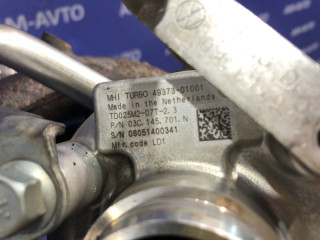 M-AVTO
MHI TURBO 49373-01001
Made in the Netherlands
TD025M2-07T-2.3
P/N 03C.145.701.N
S/N 08051400341
Mfr.code LD1